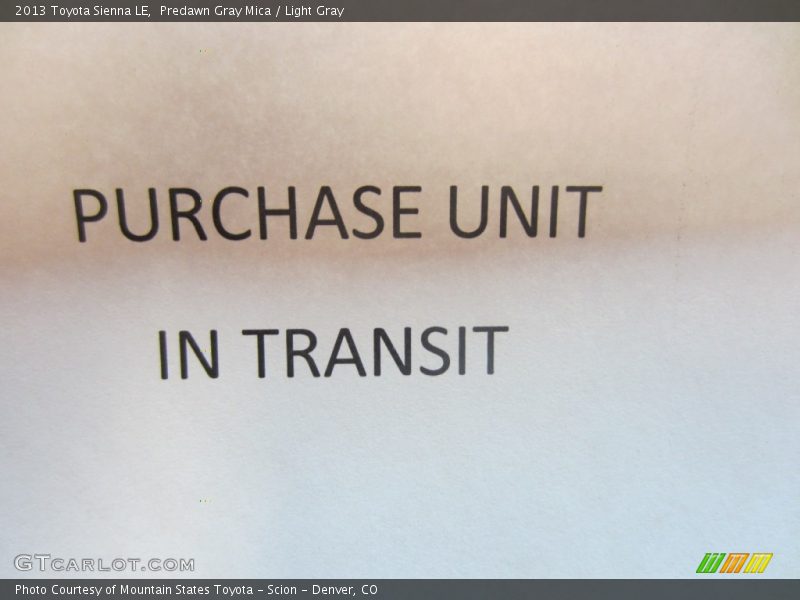 2013 Toyota Sienna LE, Predawn Gray Mica / Light Gray
PURCHASE UNIT
IN TRANSIT
GTCARLOT.COM
Photo Courtesy of Mountain States Toyota - Scion - Denver, CO